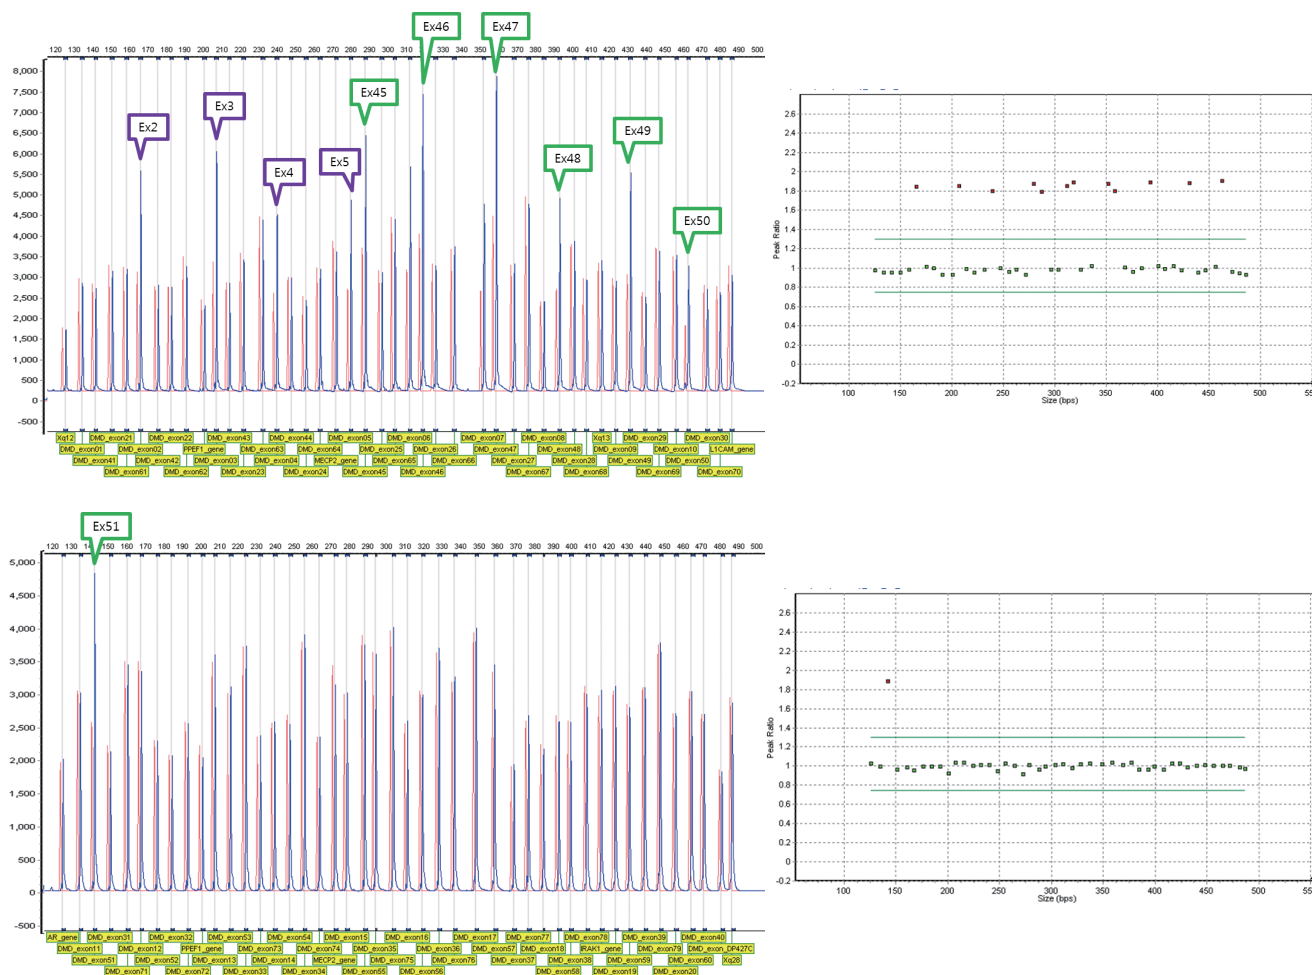 Ex46 Ex47
120 130 140 150 160 170 180 190 200 210 220 230 240 250 260 270 280 290 300 310 320 330 340 350 360 370 380 390 400 410 420 430 440 450 460 470 480 490 500
Ex45
Ex3
Ex2
Ex49
Ex5 Ex48
Ex4
Ex50
8,000
7,500
7,000
6,500
6,000
5,500
5,000
4,500
4,000
3,500
3,000
2,500
2,000
1,500
1,000
500
0
-500
Xq12 DMD_exon21 DMD_exon22 DMD_exon43 DMD_exon44 DMD_exon05 DMD_exon06 DMD_exon07 DMD_exon08 Xq13 DMD_exon29 DMD_exon30
DMD_exon01 DMD_exon02 PPEF1_gene DMD_exon63 DMD_exon64 DMD_exon25 DMD_exon26 DMD_exon47 DMD_exon48 DMD_exon09 DMD_exon10 L1CAM_gene
DMD_exon41 DMD_exon42 DMD_exon03 DMD_exon04 MECP2_gene DMD_exon65 DMD_exon66 DMD_exon27 DMD_exon28 DMD_exon49 DMD_exon50
DMD_exon61 DMD_exon62 DMD_exon23 DMD_exon24 DMD_exon45 DMD_exon46 DMD_exon67 DMD_exon68 DMD_exon69 DMD_exon70
2.6
2.4
2.2
2
1.8
1.6
1.4
1.2
1
0.8
0.6
0.4
0.2
0
-0.2
Peak Ratio
100 150 200 250 300 350 400 450 500
Size (bps)
Ex51
120 130 150 160 170 180 190 200 210 220 230 240 250 260 270 280 290 300 310 320 330 340 350 360 370 380 390 400 410 420 430 440 450 460 470 480 490 500
5,000
4,500
4,000
3,500
3,000
2,500
2,000
1,500
1,000
500
0
-500
AR_gene DMD_exon31 DMD_exon32 DMD_exon53 DMD_exon54 DMD_exon15 DMD_exon16 DMD_exon17 DMD_exon77 DMD_exon78 DMD_exon39 DMD_exon40
DMD_exon11 DMD_exon12 PPEF1_gene DMD_exon73 DMD_exon74 DMD_exon35 DMD_exon36 DMD_exon57 DMD_exon18 IRAK1_gene DMD_exon79 DMD_exon_DP427C
DMD_exon51 DMD_exon52 DMD_exon13 DMD_exon14 MECP2_gene DMD_exon75 DMD_exon76 DMD_exon37 DMD_exon38 DMD_exon59 DMD_exon60 Xq28
DMD_exon71 DMD_exon72 DMD_exon33 DMD_exon34 DMD_exon55 DMD_exon56 DMD_exon58 DMD_exon19 DMD_exon20
2.6
2.4
2.2
2
1.8
1.6
1.4
1.2
1
0.8
0.6
0.4
0.2
0
-0.2
Peak Ratio
100 150 200 250 300 350 400 450 500
Size (bps)